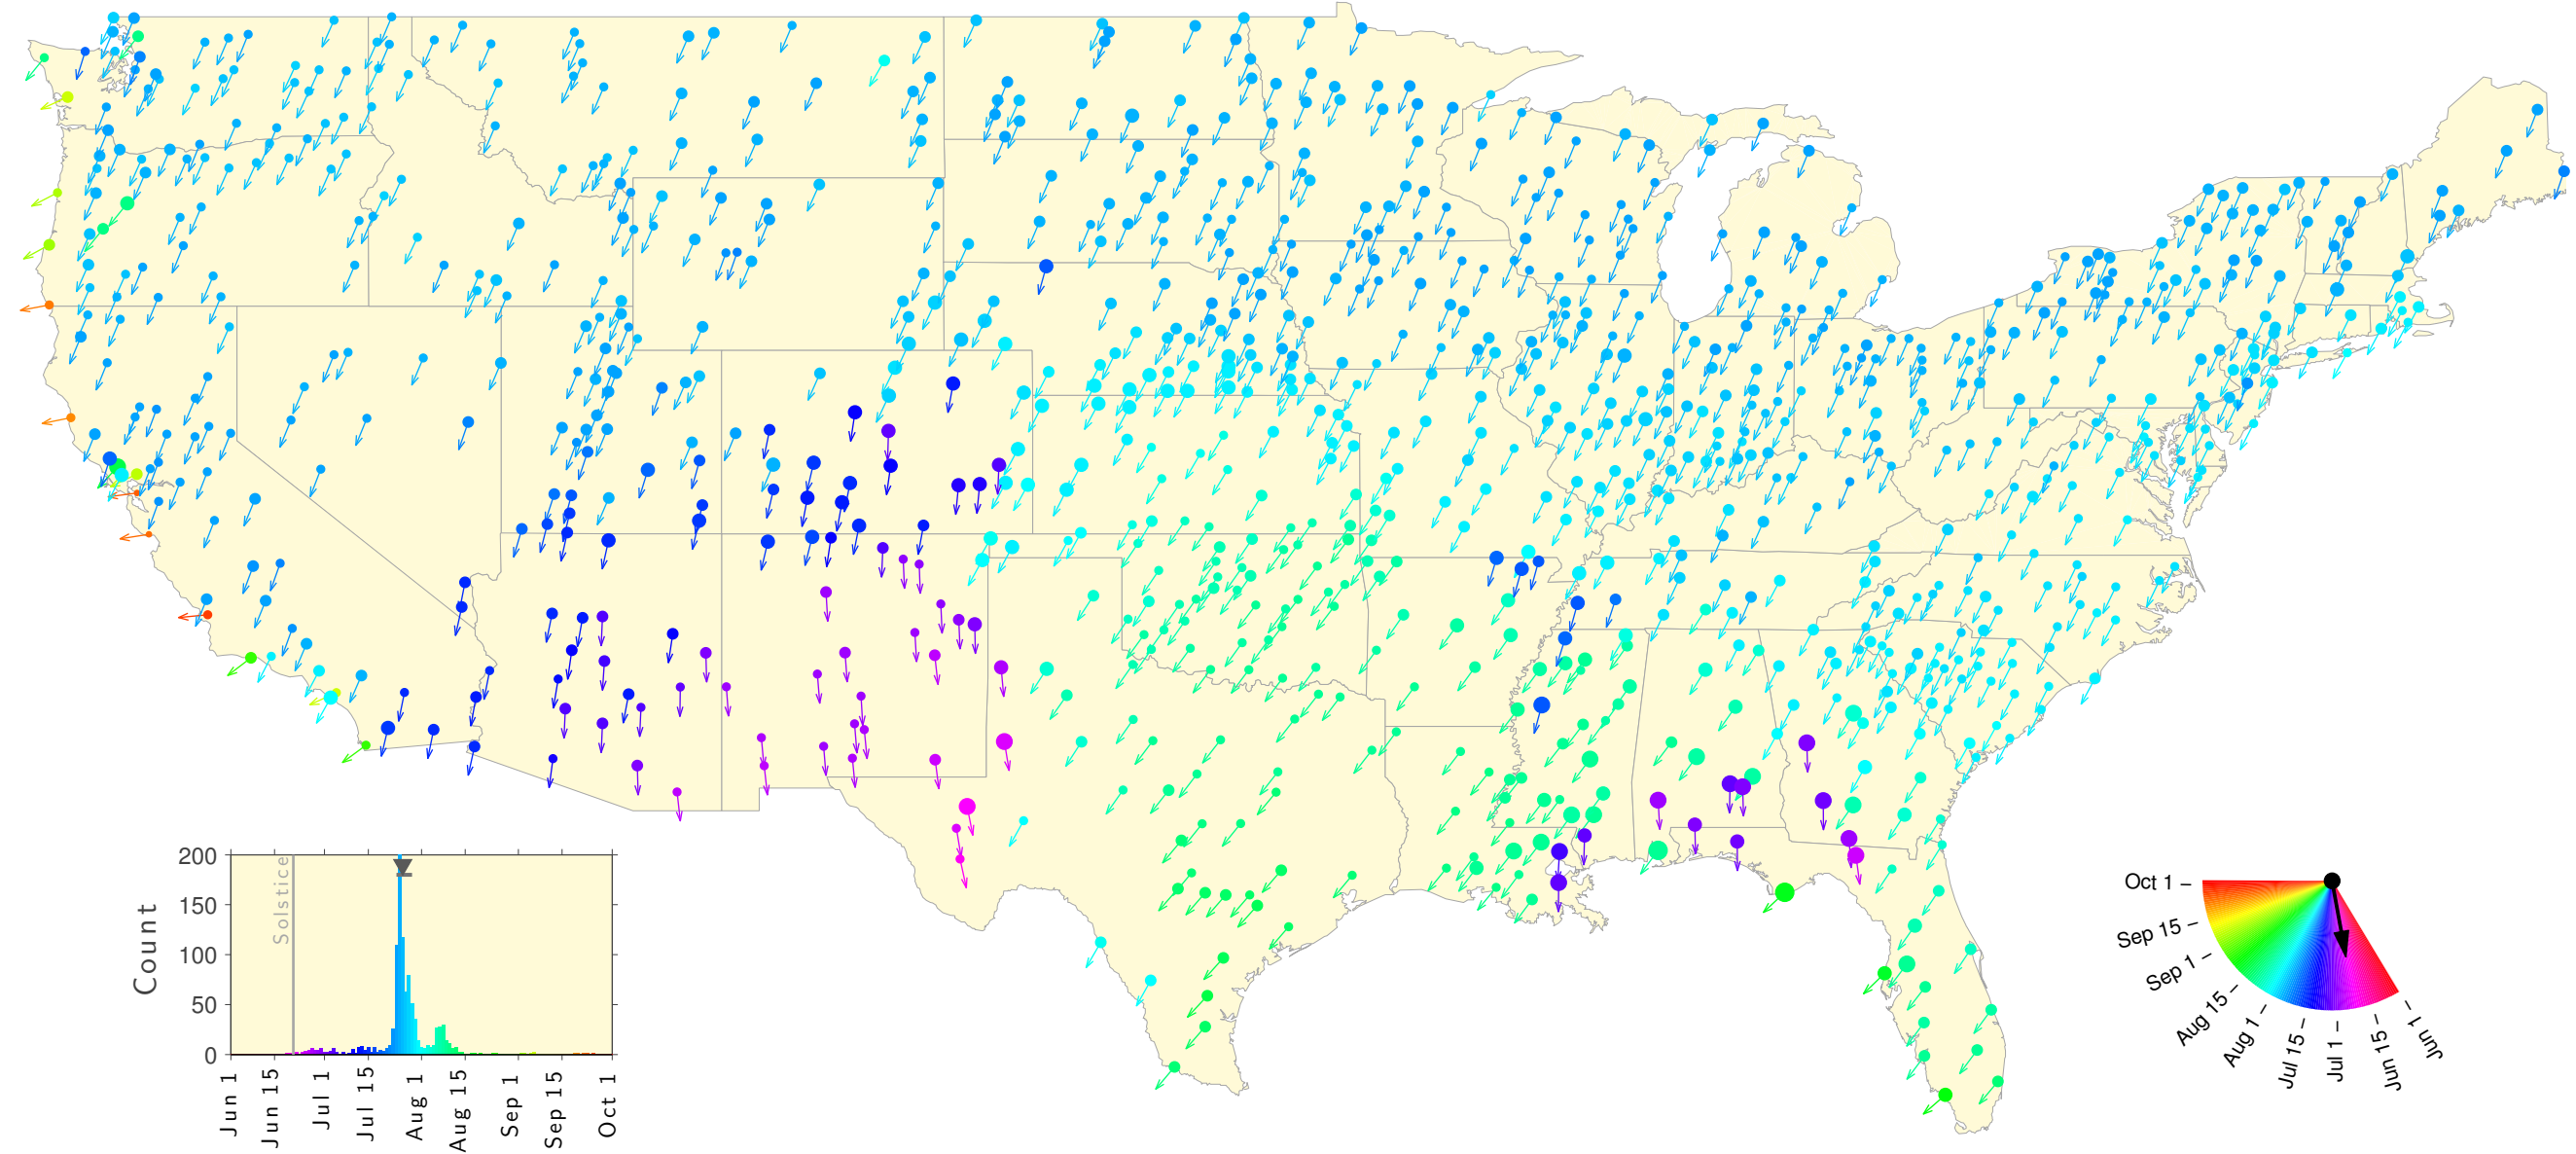 200
150
100
50
0
Count
Solstice
Jun 1
Jun 15
Jul 1
Jul 15
Aug 1
Aug 15
Sep 1
Sep 15
Oct 1
Oct 1
Sep 15
Sep 1
Aug 15
Aug 1
Jul 15
Jul 1
Jun 15
Jun 1